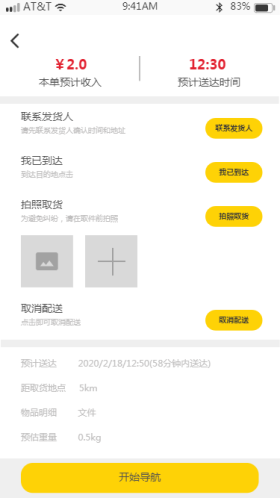 AT&T 9:41AM 83%
￥2.0 12:30
本单预计收入 预计送达时间
联系发货人
请先联系发货人确认时间和地址
联系发货人
我已到达
到达目的地点击
我已到达
拍照取货
为避免纠纷，请在取件前拍照
拍照取货
取消配送
点击即可取消配送
取消配送
预计送达 2020/2/18/12:50(58分钟内送达)
距取货地点 5km
物品明细 文件
预估重量 0.5kg
开始导航